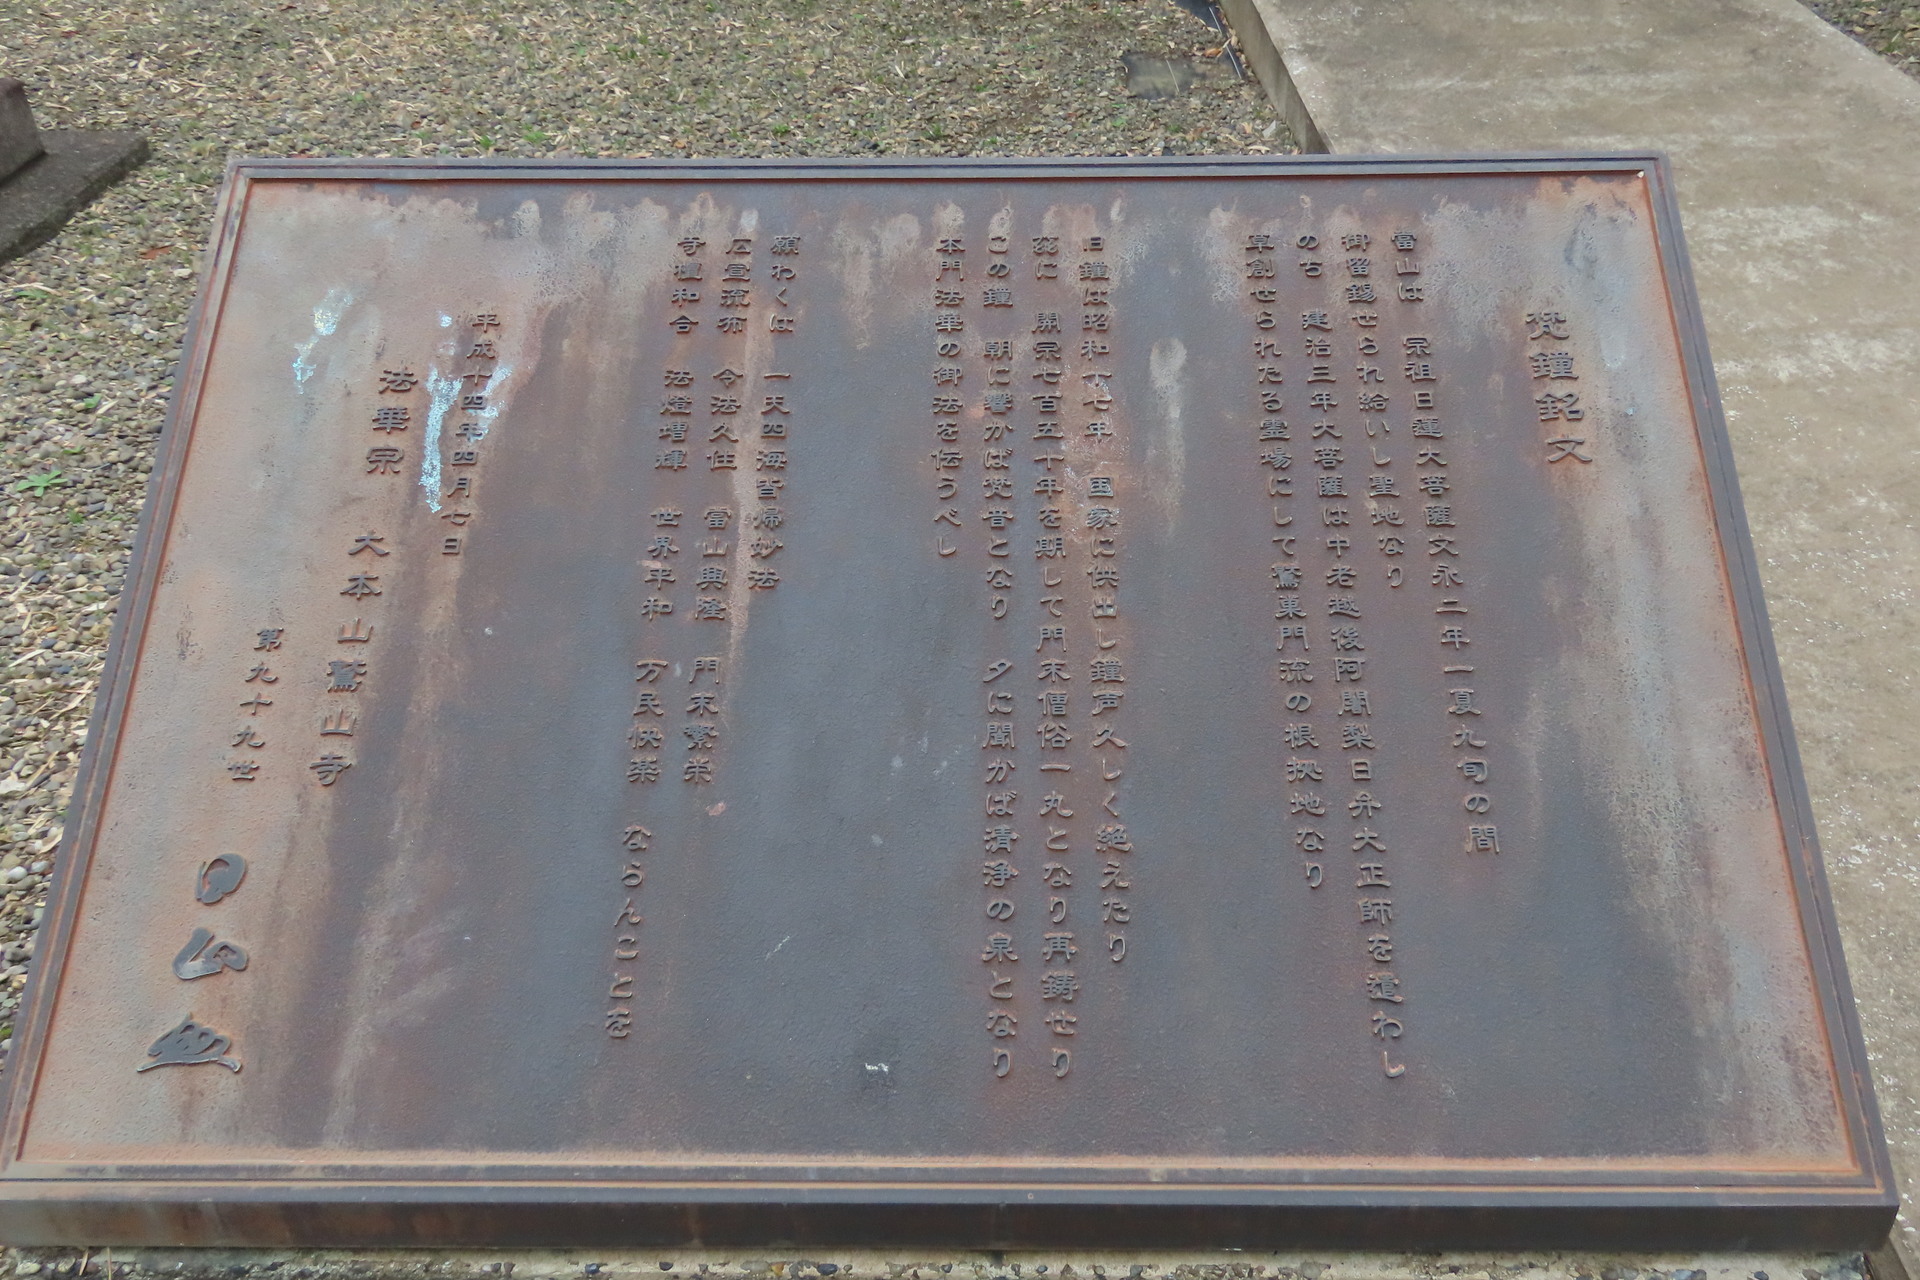 梵鐘銘文
當山は　宗祖日蓮大菩薩文永二年一夏九旬の間
御留錫せられ給いし聖地なり
のち　建治三年大菩薩は中老越後阿闍梨日弁大正師を遣わし
草創せられたる霊場にして鷲巣門流の根拠地なり
旧鐘は昭和十七年　国家に供出し鐘声久しく絶えたり
茲に　開宗七百五十年を期して門末僧俗一丸となり再鋳せり
この鐘　朝に響かば梵音となり　夕に聞かば清浄の泉となり
本門法華の御法を伝うべし
願わくは　一天四海皆帰妙法
広宣流布　令法久住　當山興隆　門末繁栄
寺檀和合　法燈増輝　世界平和　万民快楽　ならんことを
平成十四年四月七日
法華宗　大本山鷲山寺
第九十九世